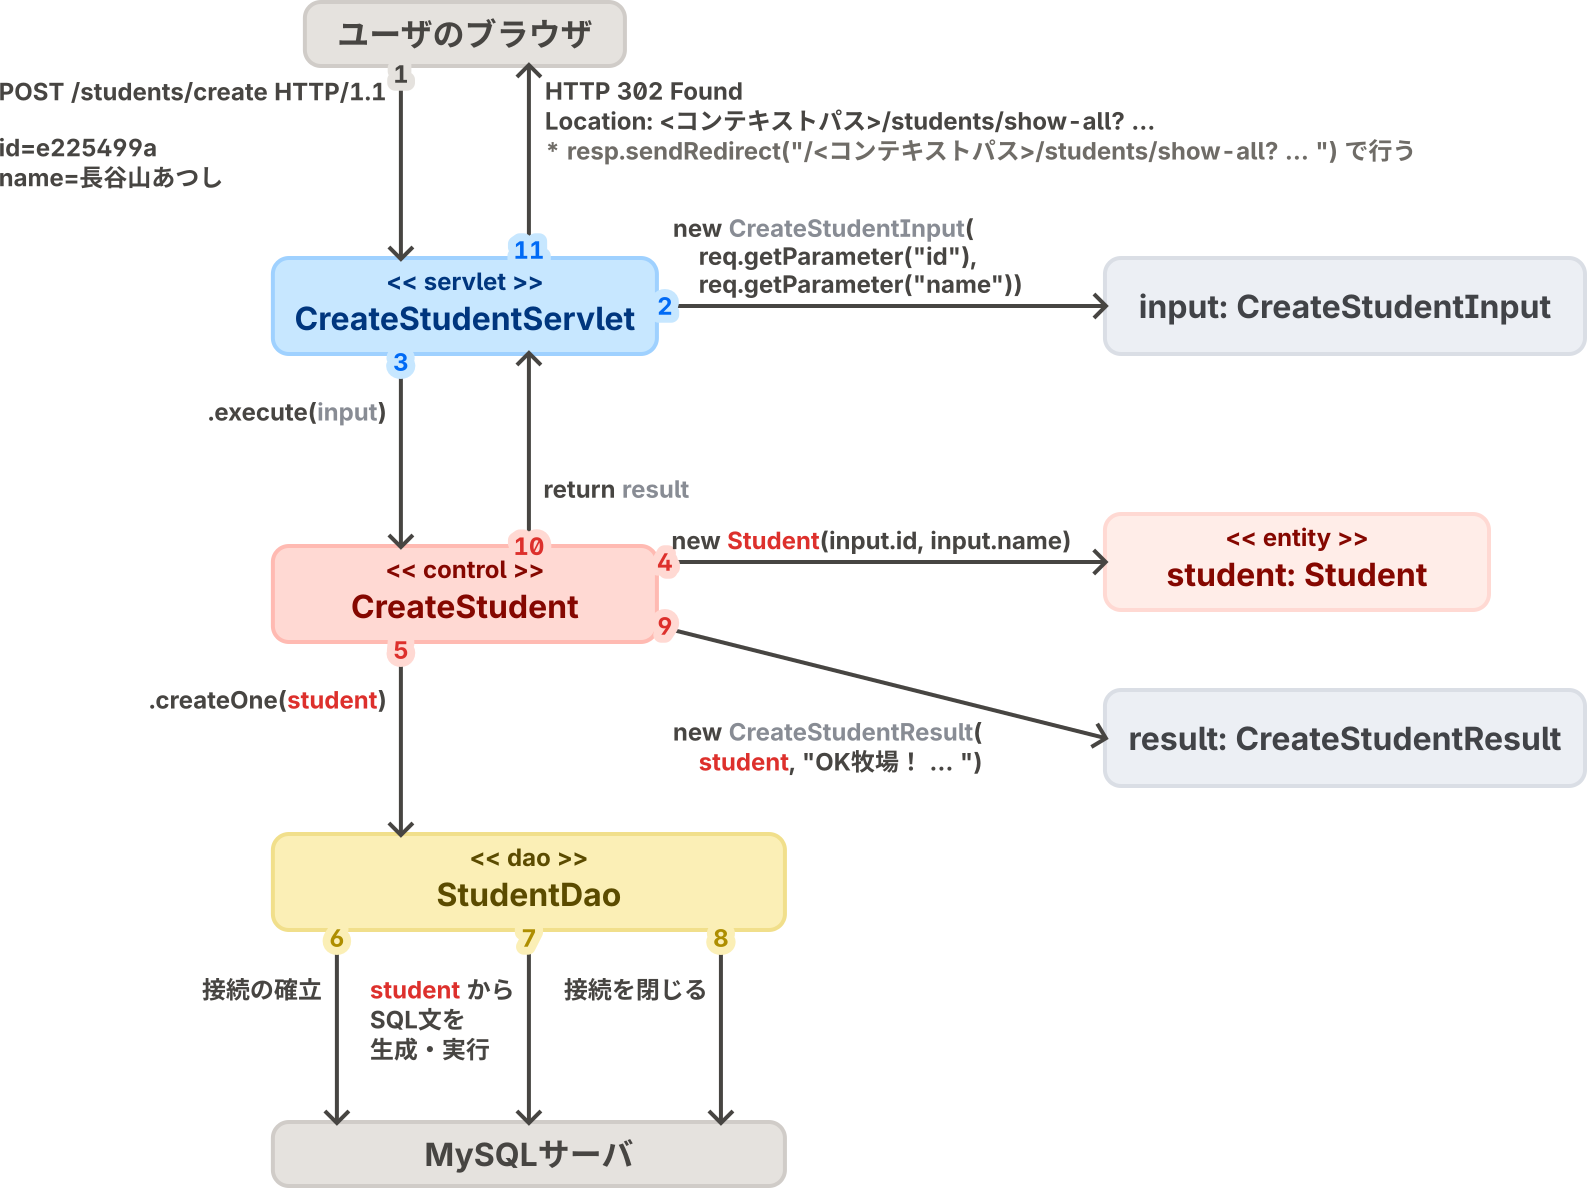 ユーザのブラウザ
1
POST /students/create HTTP/1.1
id=e225499a
name=長谷山あつし
HTTP 302 Found
Location: <コンテキストパス>/students/show-all? ...
* resp.sendRedirect("/<コンテキストパス>/students/show-all? ... ") で行う
11
<< servlet >>
CreateStudentServlet
2
new CreateStudentInput(
req.getParameter("id"),
req.getParameter("name"))
input: CreateStudentInput
3
.execute(input)
return result
10
<< control >>
CreateStudent
4
new Student(input.id, input.name)
<< entity >>
student: Student
9
new CreateStudentResult(
student, "OK牧場！ ... ")
result: CreateStudentResult
5
.createOne(student)
<< dao >>
StudentDao
6
接続の確立
7
student から
SQL文を
生成・実行
8
接続を閉じる
MySQLサーバ